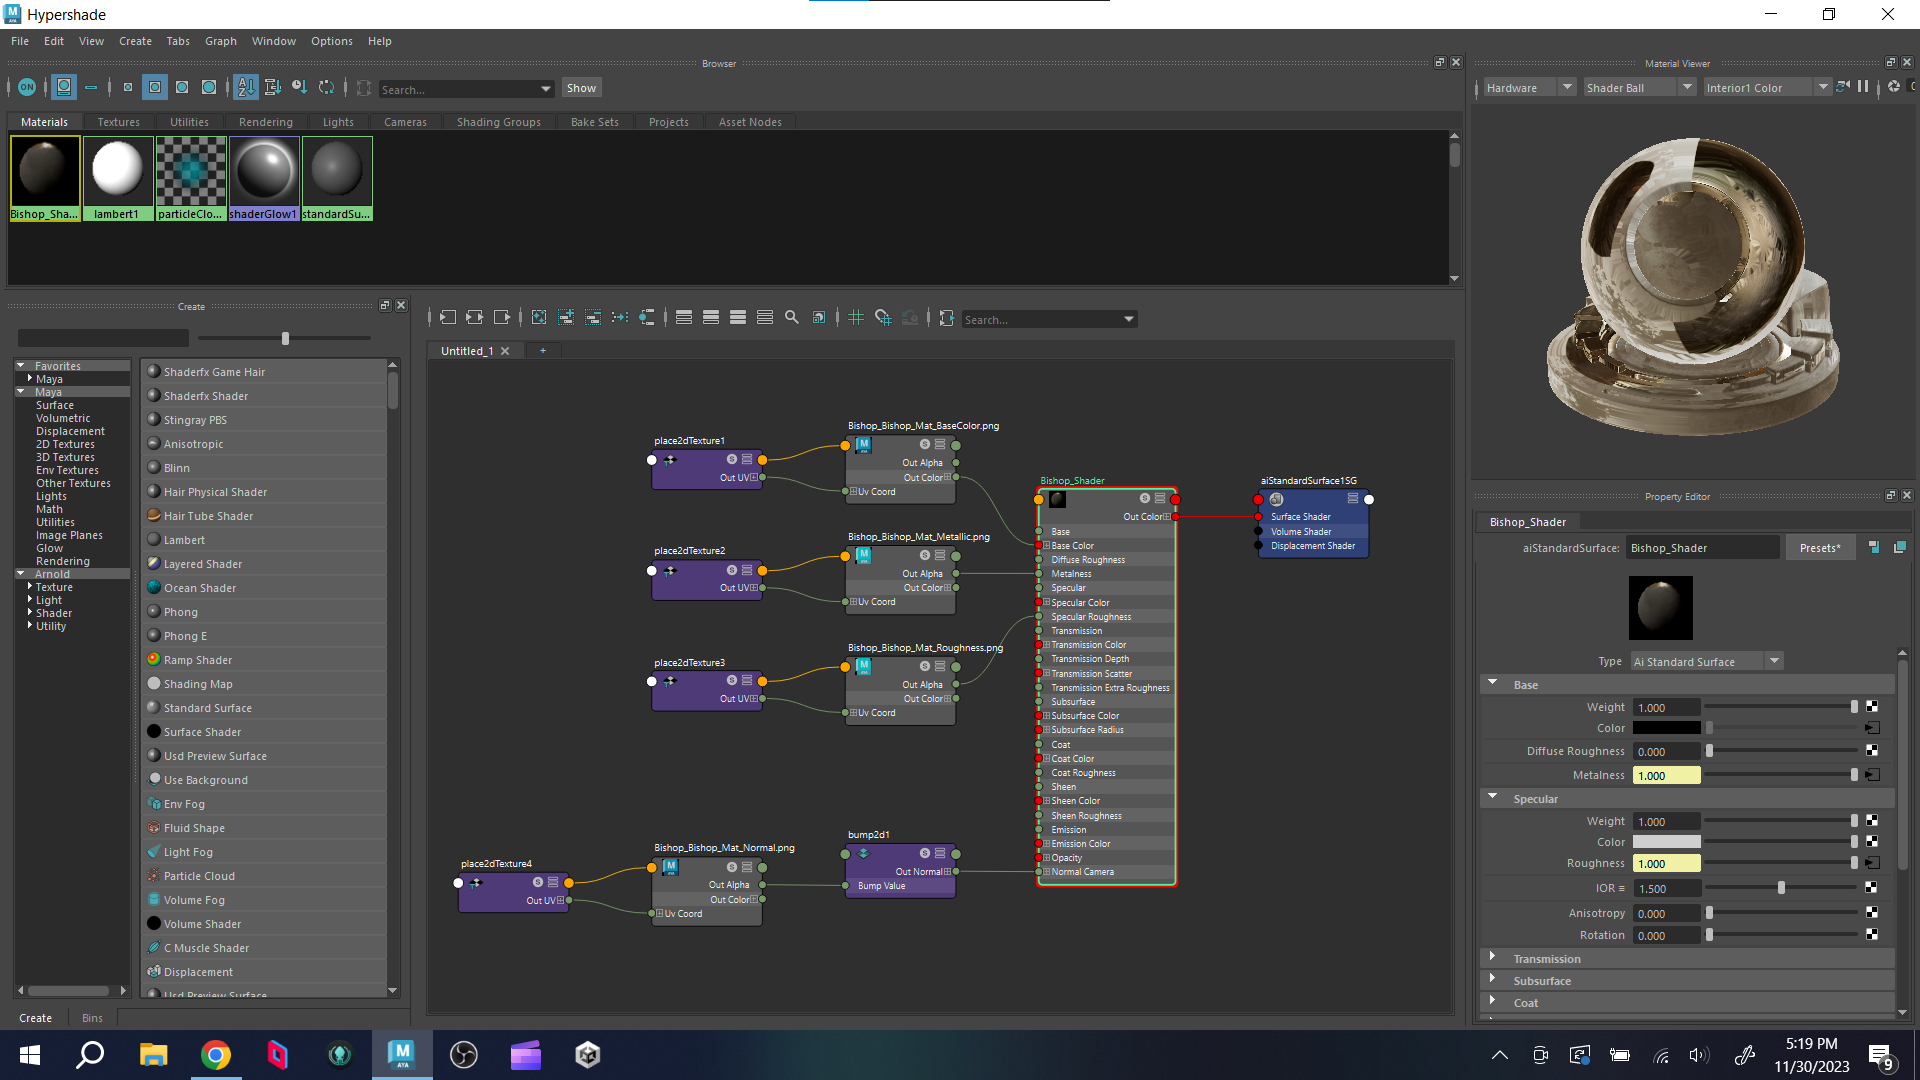 Hypershade
File Edit View Create Tabs Graph Window Options Help
Browser
ON
Search...
Show
Materials Textures Utilities Rendering Lights Cameras Shading Groups Bake Sets Projects Asset Nodes
Bishop_Sha... lambert1 particleClo... shaderGlow1 standardSu...
Material Viewer
Hardware Shader Ball Interior1 Color
Create
Favorites
Maya
Maya
Surface
Volumetric
Displacement
2D Textures
3D Textures
Env Textures
Other Textures
Lights
Math
Utilities
Image Planes
Glow
Rendering
Arnold
Texture
Light
Shader
Utility
Shaderfx Game Hair
Shaderfx Shader
Stingray PBS
Anisotropic
Blinn
Hair Physical Shader
Hair Tube Shader
Lambert
Layered Shader
Ocean Shader
Phong
Phong E
Ramp Shader
Shading Map
Standard Surface
Surface Shader
Usd Preview Surface
Use Background
Env Fog
Fluid Shape
Light Fog
Particle Cloud
Volume Fog
Volume Shader
C Muscle Shader
Displacement
Usd Preview Surface
Create Bins
Search...
Untitled_1 +
place2dTexture1
Out UV
Bishop_Bishop_Mat_BaseColor.png
Out Alpha
Out Color
Uv Coord
place2dTexture2
Out UV
Bishop_Bishop_Mat_Metallic.png
Out Alpha
Out Color
Uv Coord
place2dTexture3
Out UV
Bishop_Bishop_Mat_Roughness.png
Out Alpha
Out Color
Uv Coord
place2dTexture4
Out UV
Bishop_Bishop_Mat_Normal.png
Out Alpha
Out Color
Uv Coord
bump2d1
Out Normal
Bump Value
Bishop_Shader
Out Color
Base
Base Color
Diffuse Roughness
Metalness
Specular
Specular Color
Specular Roughness
Transmission
Transmission Color
Transmission Depth
Transmission Scatter
Transmission Extra Roughness
Subsurface
Subsurface Color
Subsurface Radius
Coat
Coat Color
Coat Roughness
Sheen
Sheen Color
Sheen Roughness
Emission
Emission Color
Opacity
Normal Camera
aiStandardSurface1SG
Surface Shader
Volume Shader
Displacement Shader
Property Editor
Bishop_Shader
aiStandardSurface: Bishop_Shader Presets*
Type Ai Standard Surface
Base
Weight 1.000
Color
Diffuse Roughness 0.000
Metalness 1.000
Specular
Weight 1.000
Color
Roughness 1.000
IOR 1.500
Anisotropy 0.000
Rotation 0.000
Transmission
Subsurface
Coat
5:19 PM
11/30/2023
9